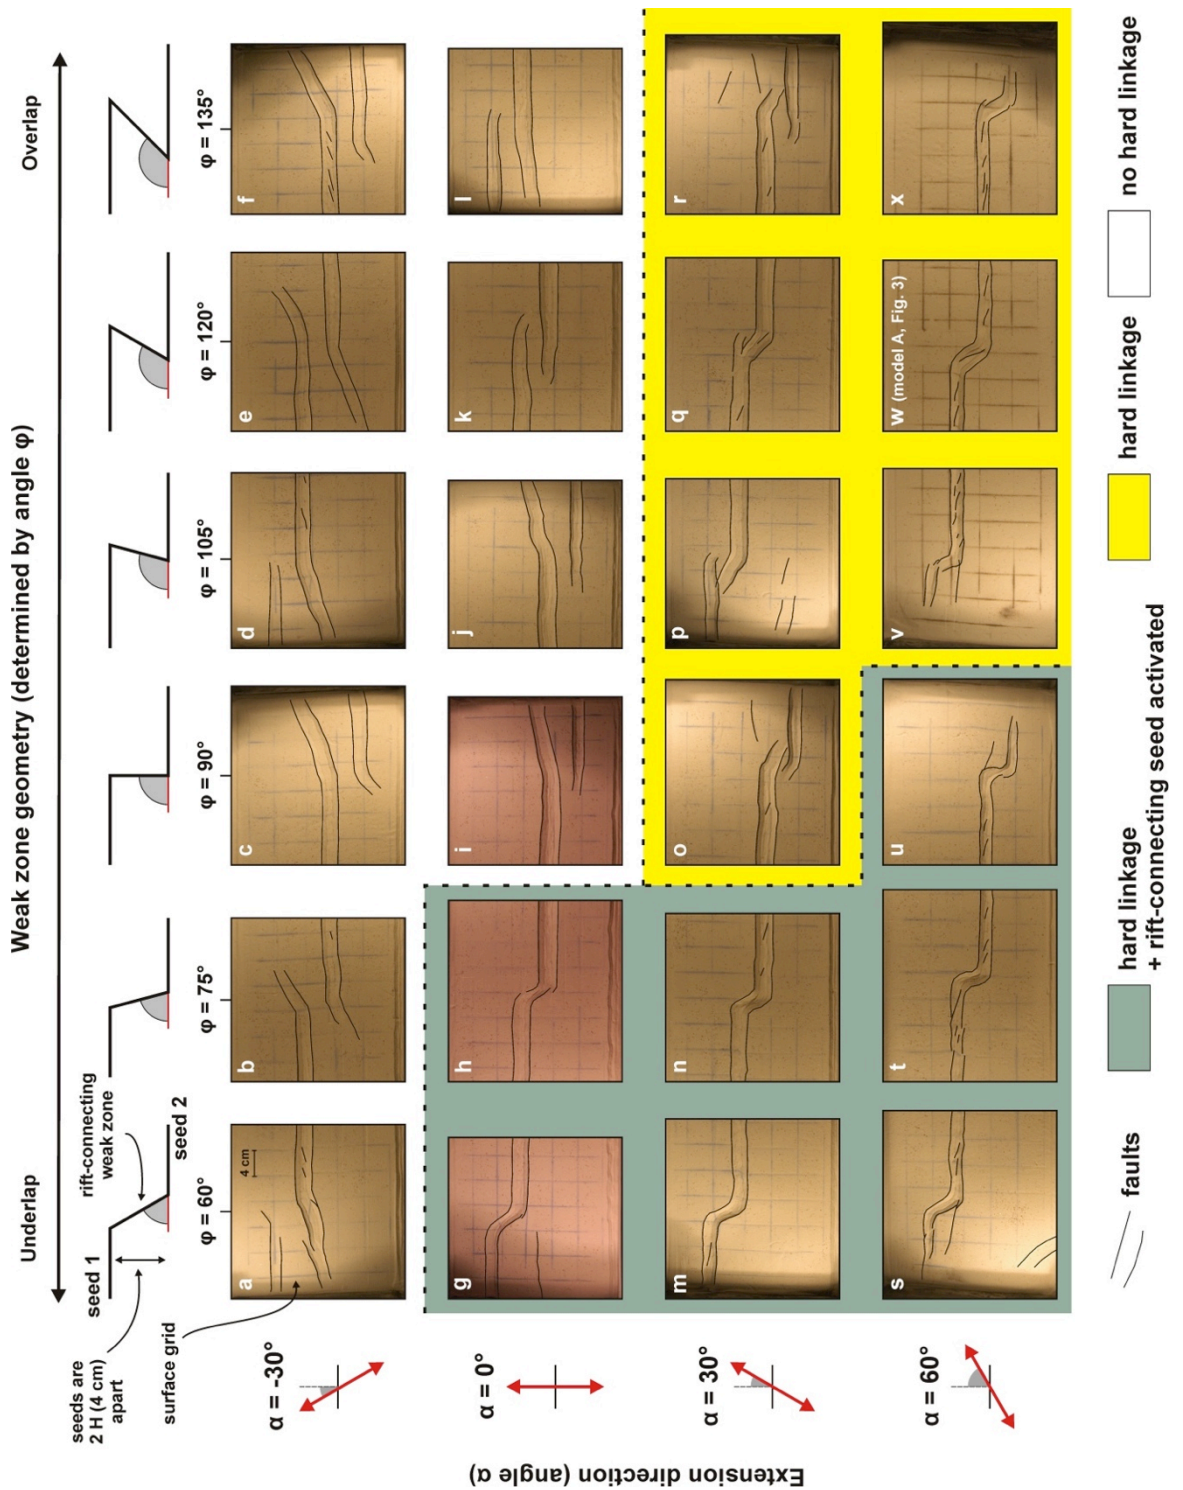 Weak zone geometry (determined by angle φ)
Underlap
Overlap
seeds are
2 H (4 cm)
apart
seed 1
rift-connecting
weak zone
seed 2
surface grid
φ = 60°
φ = 75°
φ = 90°
φ = 105°
φ = 120°
φ = 135°
Extension direction (angle α)
α = -30°
a
4 cm
b
c
d
e
f
α = 0°
g
h
i
j
k
l
α = 30°
m
n
o
p
q
r
α = 60°
s
t
u
v
W (model A, Fig. 3)
x
faults
hard linkage
+ rift-connecting seed activated
hard linkage
no hard linkage